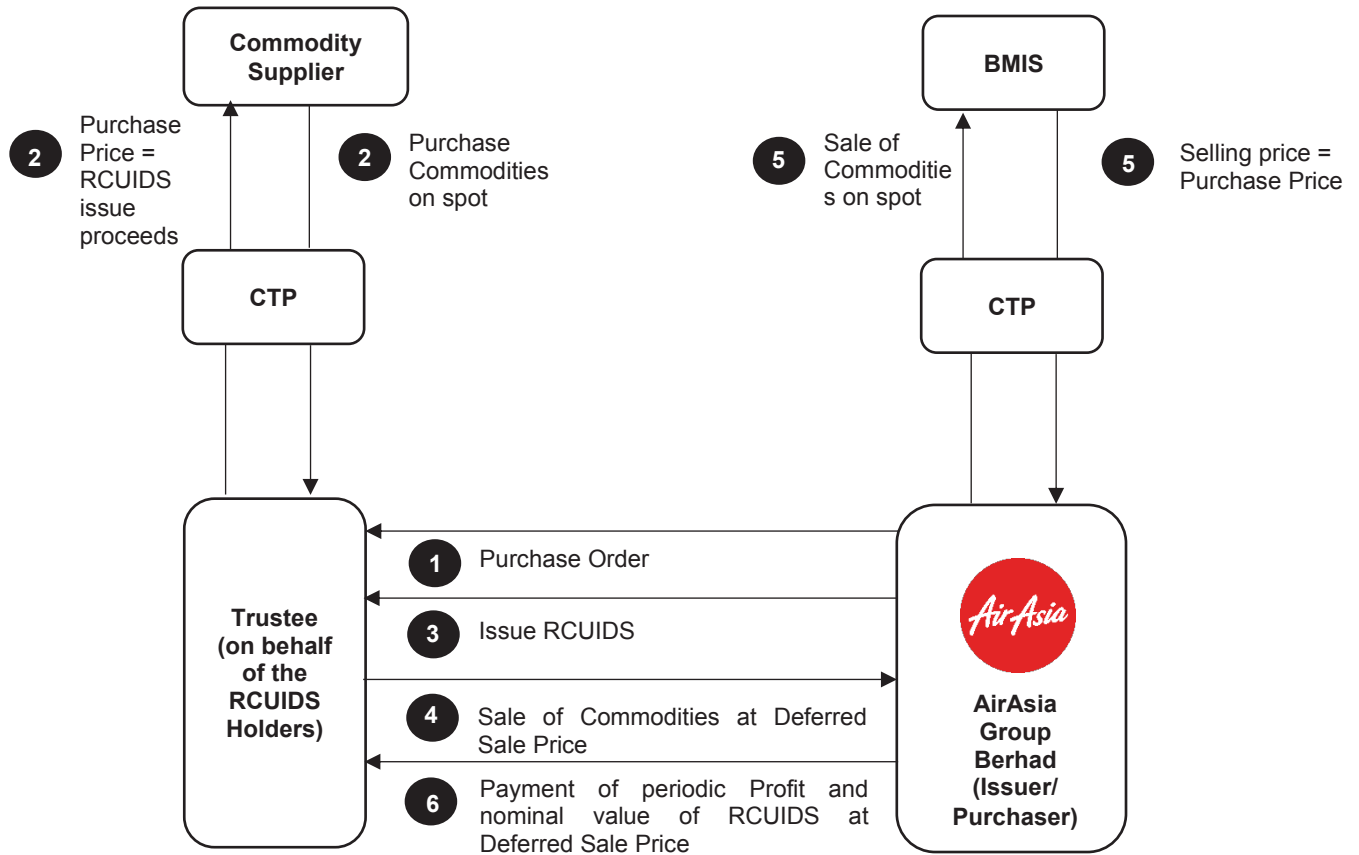 Commodity
Supplier
BMIS
2
Purchase
Price =
RCUIDS
issue
proceeds
2
Purchase
Commodities
on spot
5
Sale of
Commoditie
s on spot
5
Selling price =
Purchase Price
CTP
CTP
Trustee
(on behalf
of the
RCUIDS
Holders)
1
Purchase Order
3
Issue RCUIDS
4
Sale of Commodities at Deferred
Sale Price
6
Payment of periodic Profit and
nominal value of RCUIDS at
Deferred Sale Price
AirAsia
AirAsia
Group
Berhad
(Issuer/
Purchaser)